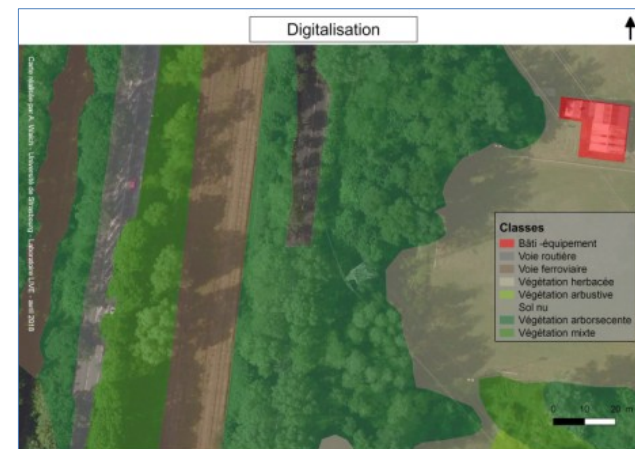 Digitalisation
Carte réalisée par A. Walch - Université de Strasbourg - Laboratoire LIVE - avril 2018
Classes
Bâti -équipement
Voie routière
Voie ferroviaire
Végétation herbacée
Végétation arbustive
Sol nu
Végétation arborsecente
Végétation mixte
0 10 20 m